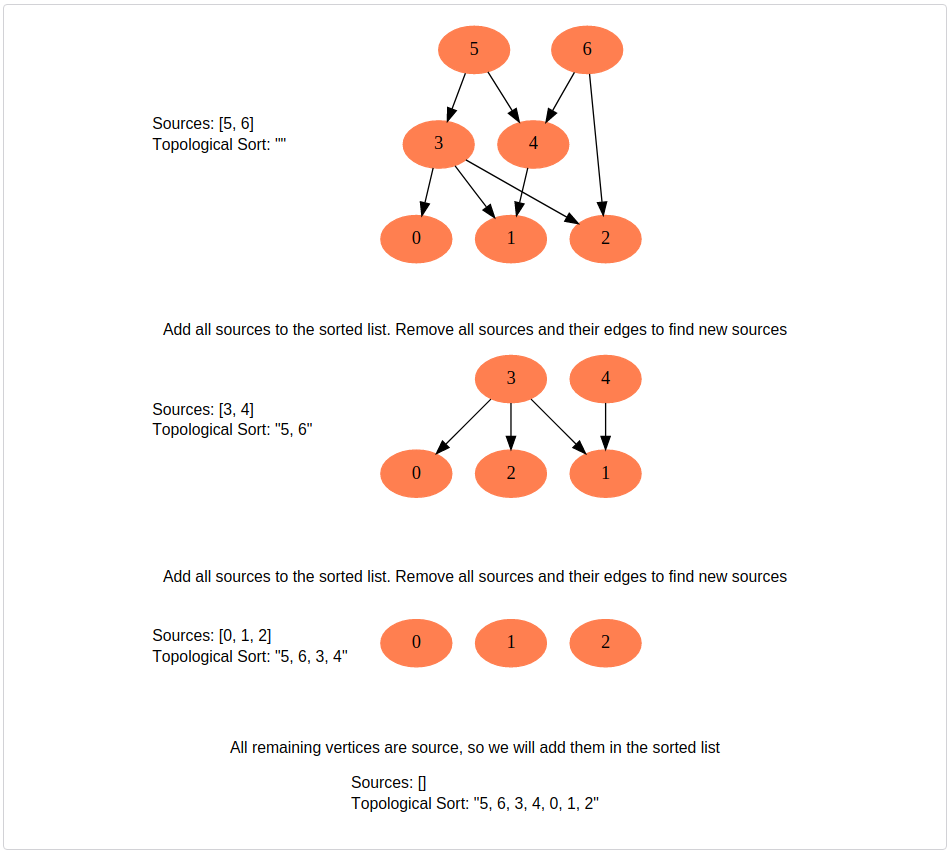 5 6
Sources: [5, 6]
Topological Sort: ""
3 4
0 1 2
Add all sources to the sorted list. Remove all sources and their edges to find new sources
3 4
Sources: [3, 4]
Topological Sort: "5, 6"
0 2 1
Add all sources to the sorted list. Remove all sources and their edges to find new sources
Sources: [0, 1, 2]
Topological Sort: "5, 6, 3, 4"
0 1 2
All remaining vertices are source, so we will add them in the sorted list
Sources: []
Topological Sort: "5, 6, 3, 4, 0, 1, 2"